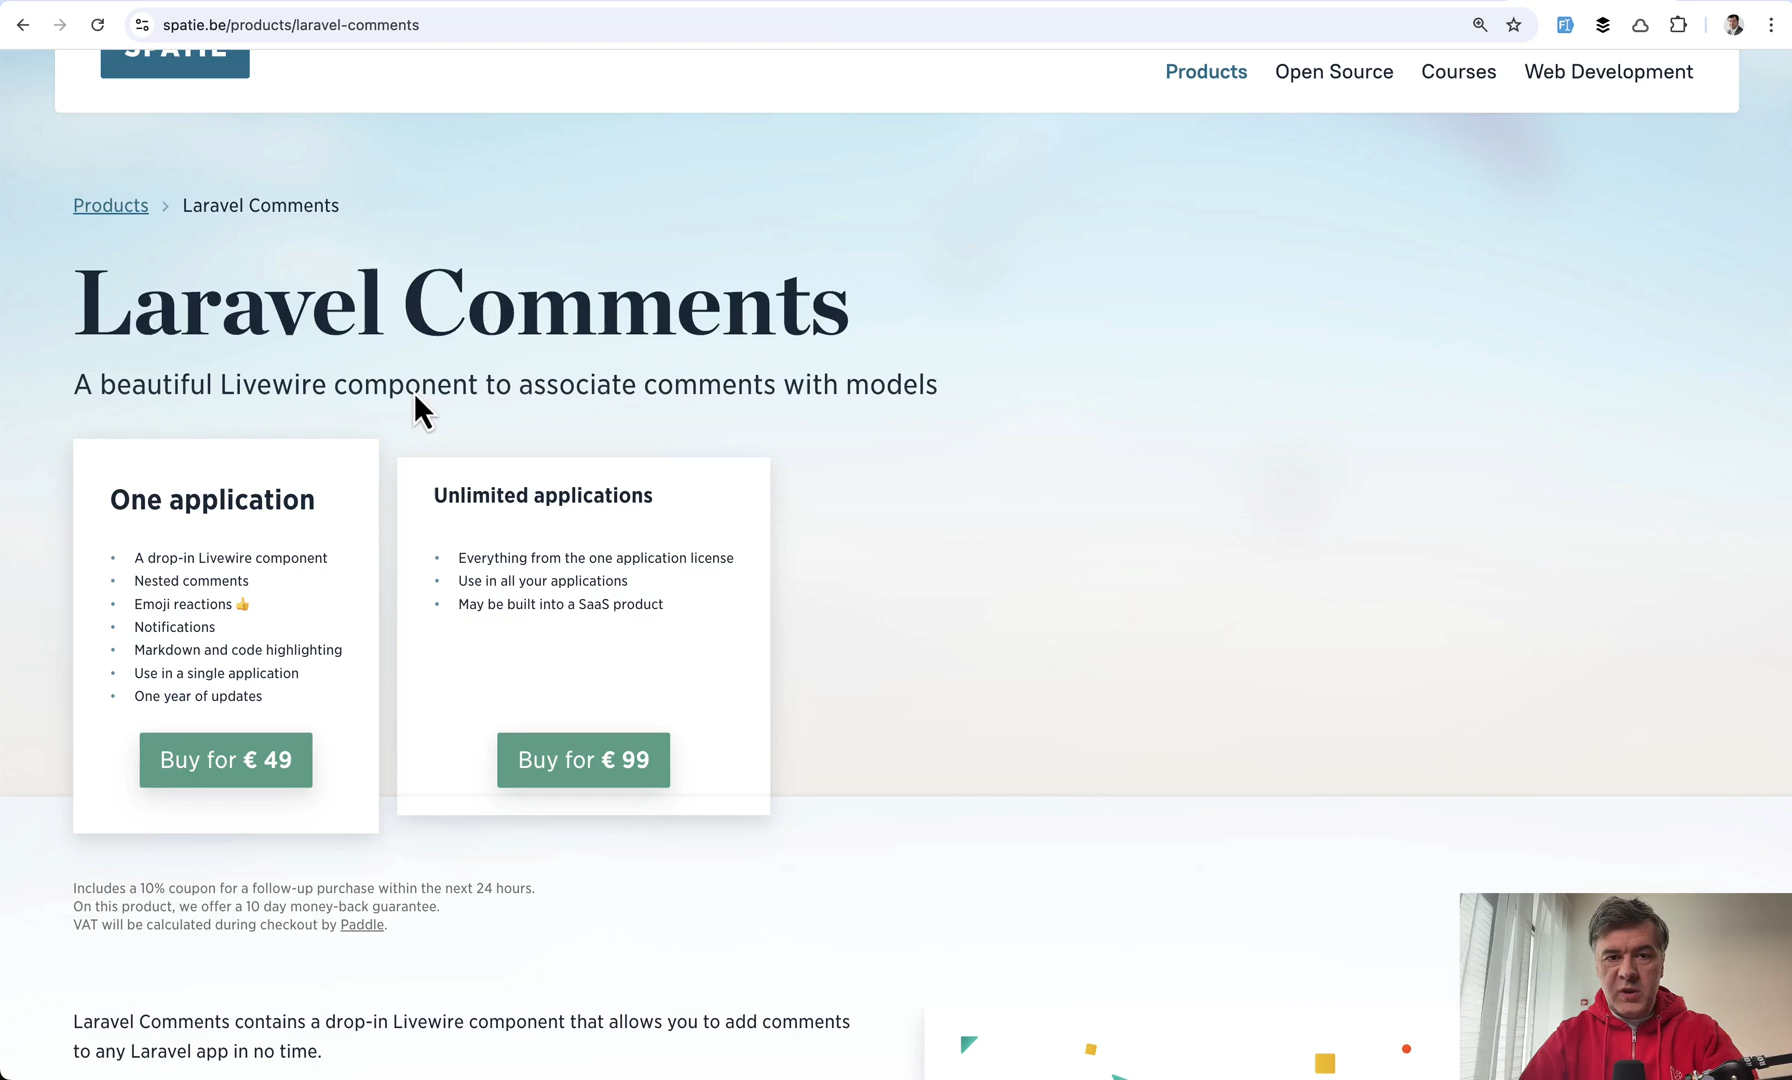 spatie.be/products/laravel-comments
SPATIE
Products
Open Source
Courses
Web Development
Products > Laravel Comments
Laravel Comments
A beautiful Livewire component to associate comments with models
One application
• A drop-in Livewire component
• Nested comments
• Emoji reactions 👍
• Notifications
• Markdown and code highlighting
• Use in a single application
• One year of updates
Buy for € 49
Unlimited applications
• Everything from the one application license
• Use in all your applications
• May be built into a SaaS product
Buy for € 99
Includes a 10% coupon for a follow-up purchase within the next 24 hours.
On this product, we offer a 10 day money-back guarantee.
VAT will be calculated during checkout by Paddle.
Laravel Comments contains a drop-in Livewire component that allows you to add comments
to any Laravel app in no time.